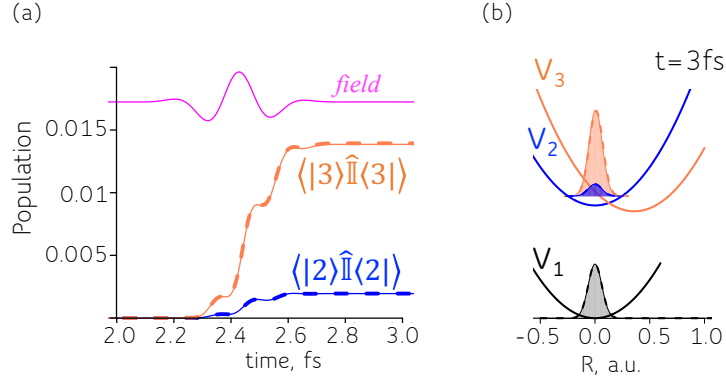 (a)
field
0.015
0.01
0.005
Population
⟨|3⟩𝕀̂⟨3|⟩
⟨|2⟩𝕀̂⟨2|⟩
2.0 2.2 2.4 2.6 2.8 3.0
time, fs
(b)
t=3fs
V₃
V₂
V₁
-0.5 0.0 0.5 1.0
R, a.u.